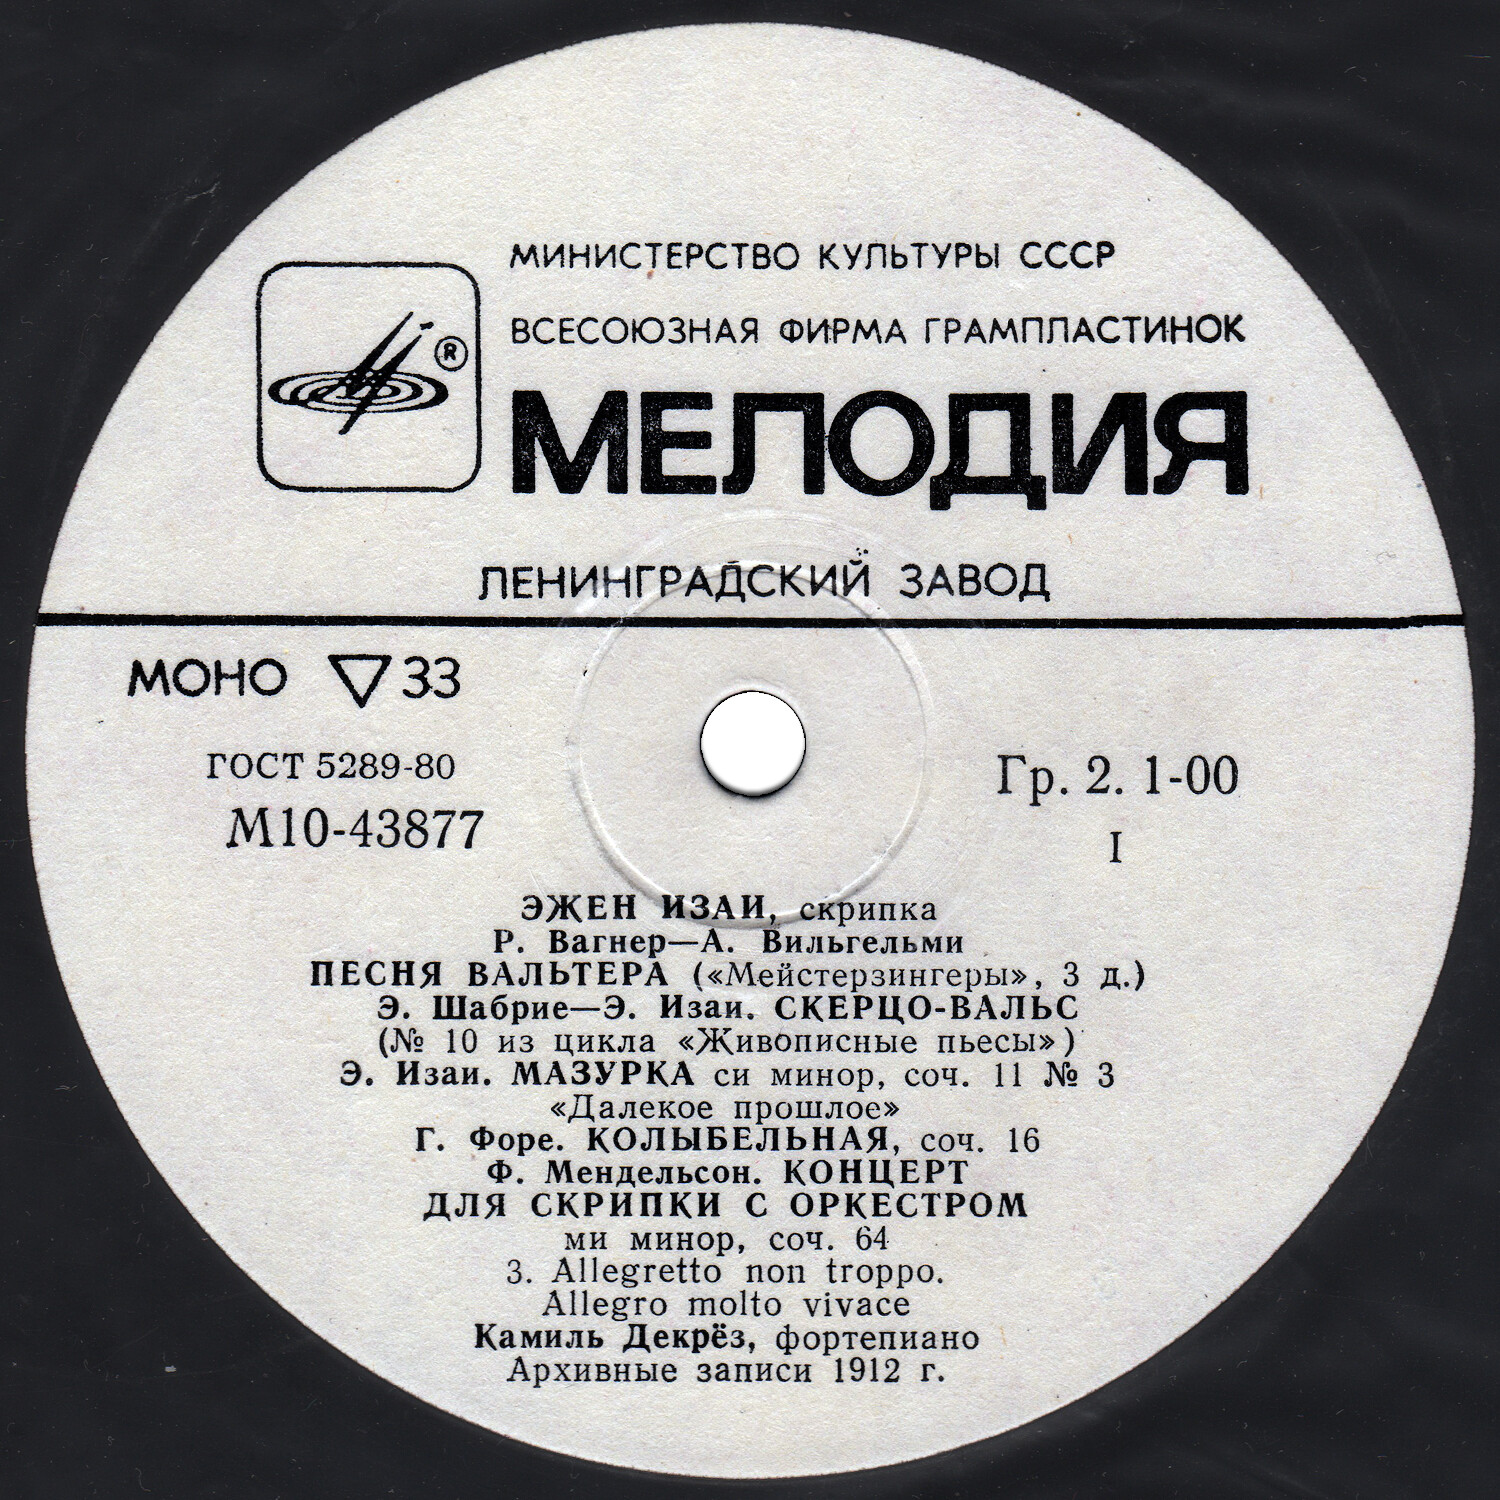 МИНИСТЕРСТВО КУЛЬТУРЫ СССР
ВСЕСОЮЗНАЯ ФИРМА ГРАМПЛАСТИНОК
®
МЕЛОДИЯ
ЛЕНИНГРАДСКИЙ ЗАВОД
МОНО ▽ 33
ГОСТ 5289-80
М10-43877
Гр. 2. 1-00
I
ЭЖЕН ИЗАИ, скрипка
Р. Вагнер—А. Вильгельми
ПЕСНЯ ВАЛЬТЕРА («Мейстерзингеры», 3 д.)
Э. Шабрие—Э. Изаи. СКЕРЦО-ВАЛЬС
(№ 10 из цикла «Живописные пьесы»)
Э. Изаи. МАЗУРКА си минор, соч. 11 № 3
«Далекое прошлое»
Г. Форе. КОЛЫБЕЛЬНАЯ, соч. 16
Ф. Мендельсон. КОНЦЕРТ
ДЛЯ СКРИПКИ С ОРКЕСТРОМ
ми минор, соч. 64
3. Allegretto non troppo.
Allegro molto vivace
Камиль Декрёз, фортепиано
Архивные записи 1912 г.